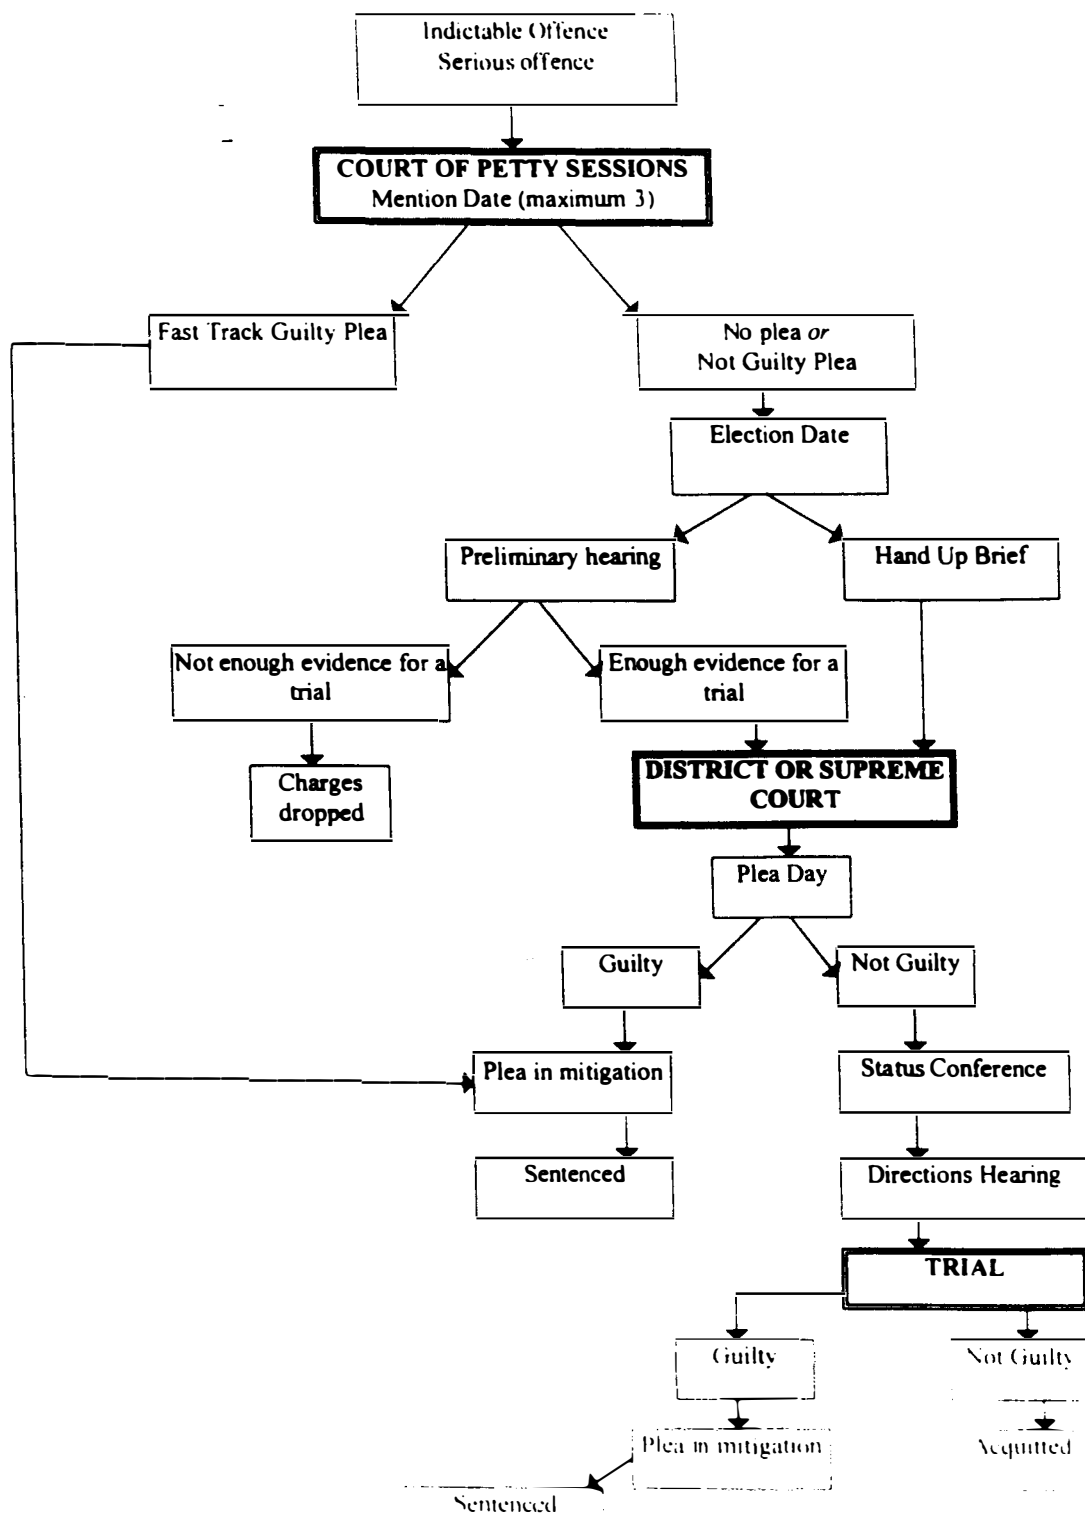 Indictable Offence
Serious offence
COURT OF PETTY SESSIONS
Mention Date (maximum 3)
Fast Track Guilty Plea
No plea or
Not Guilty Plea
Election Date
Preliminary hearing
Hand Up Brief
Not enough evidence for a
trial
Enough evidence for a
trial
Charges
dropped
DISTRICT OR SUPREME
COURT
Plea Day
Guilty
Not Guilty
Plea in mitigation
Status Conference
Sentenced
Directions Hearing
TRIAL
Guilty
Not Guilty
Plea in mitigation
Acquitted
Sentenced